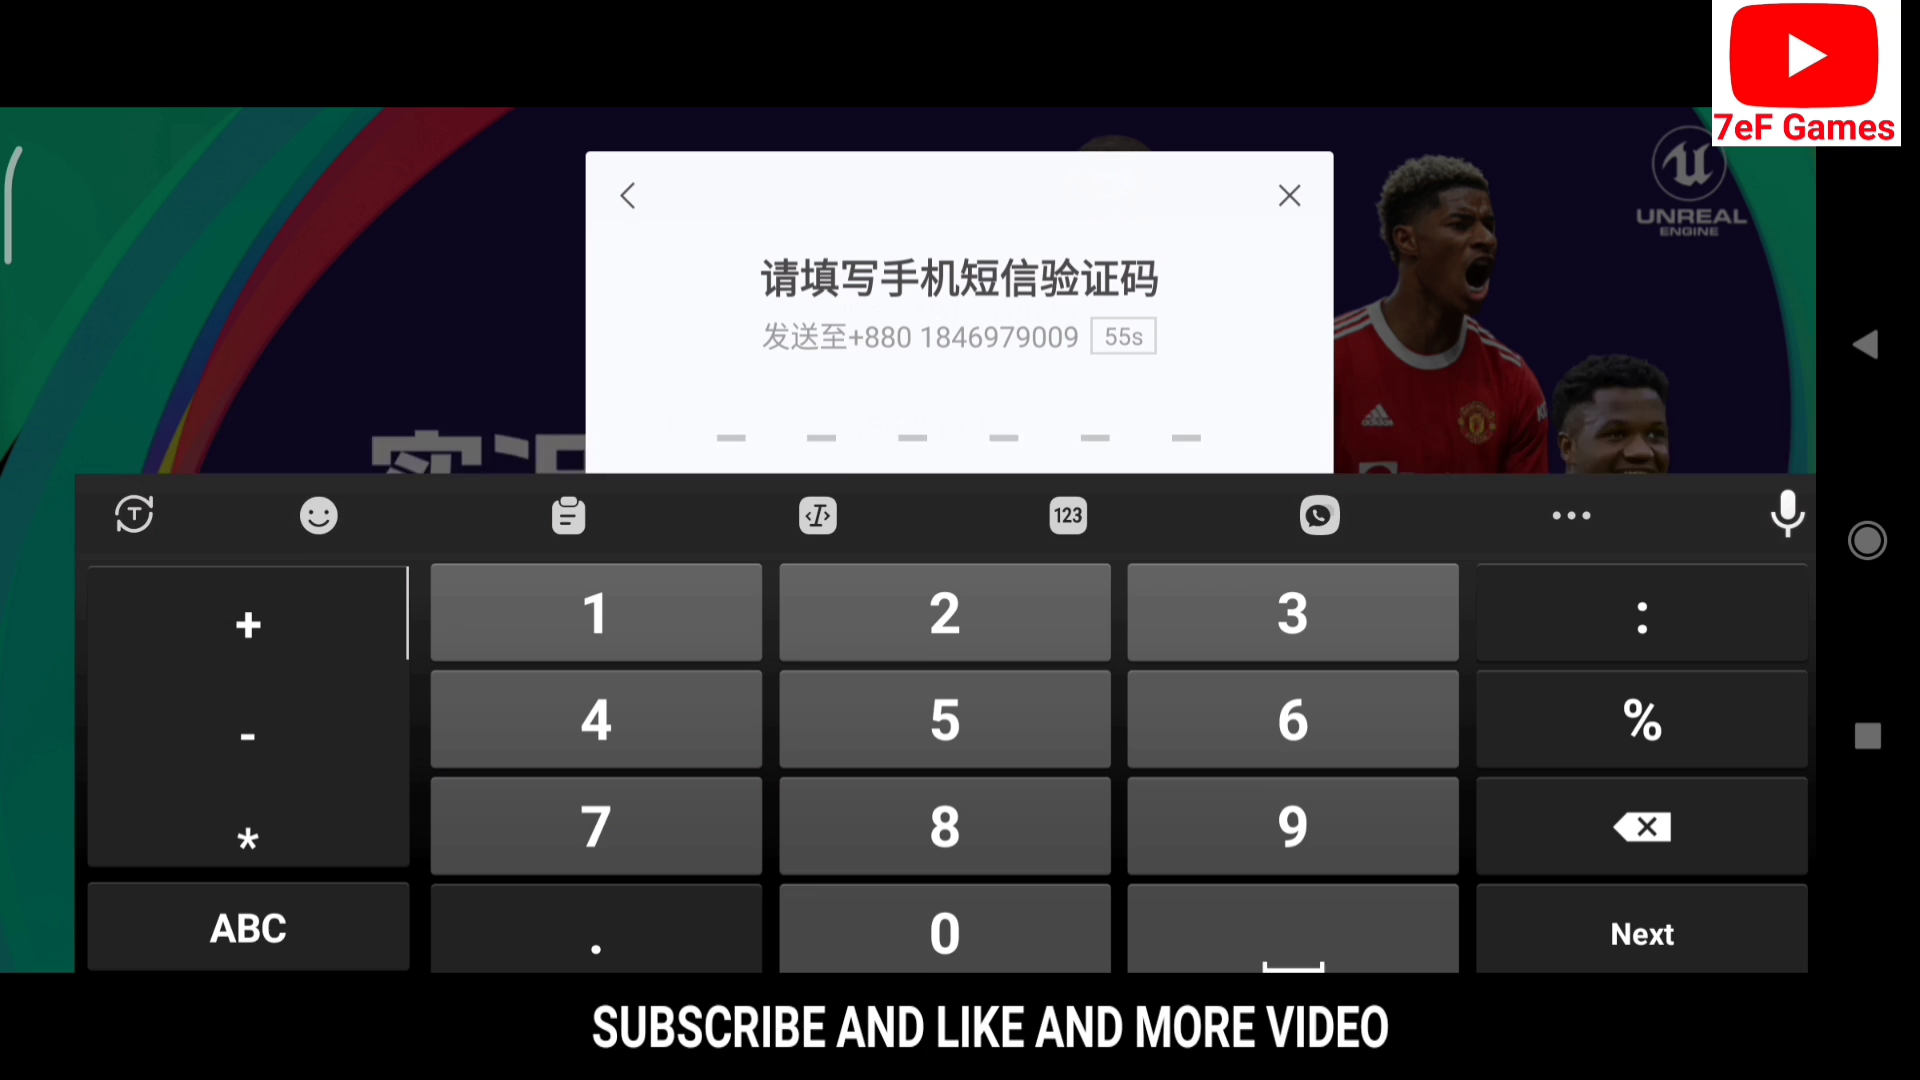 7eF Games
UNREAL
ENGINE
请填写手机短信验证码
发送至+880 1846979009 55s
adidas
T
123
+
1
2
3
:
-
4
5
6
%
*
7
8
9
ABC
.
0
Next
SUBSCRIBE AND LIKE AND MORE VIDEO